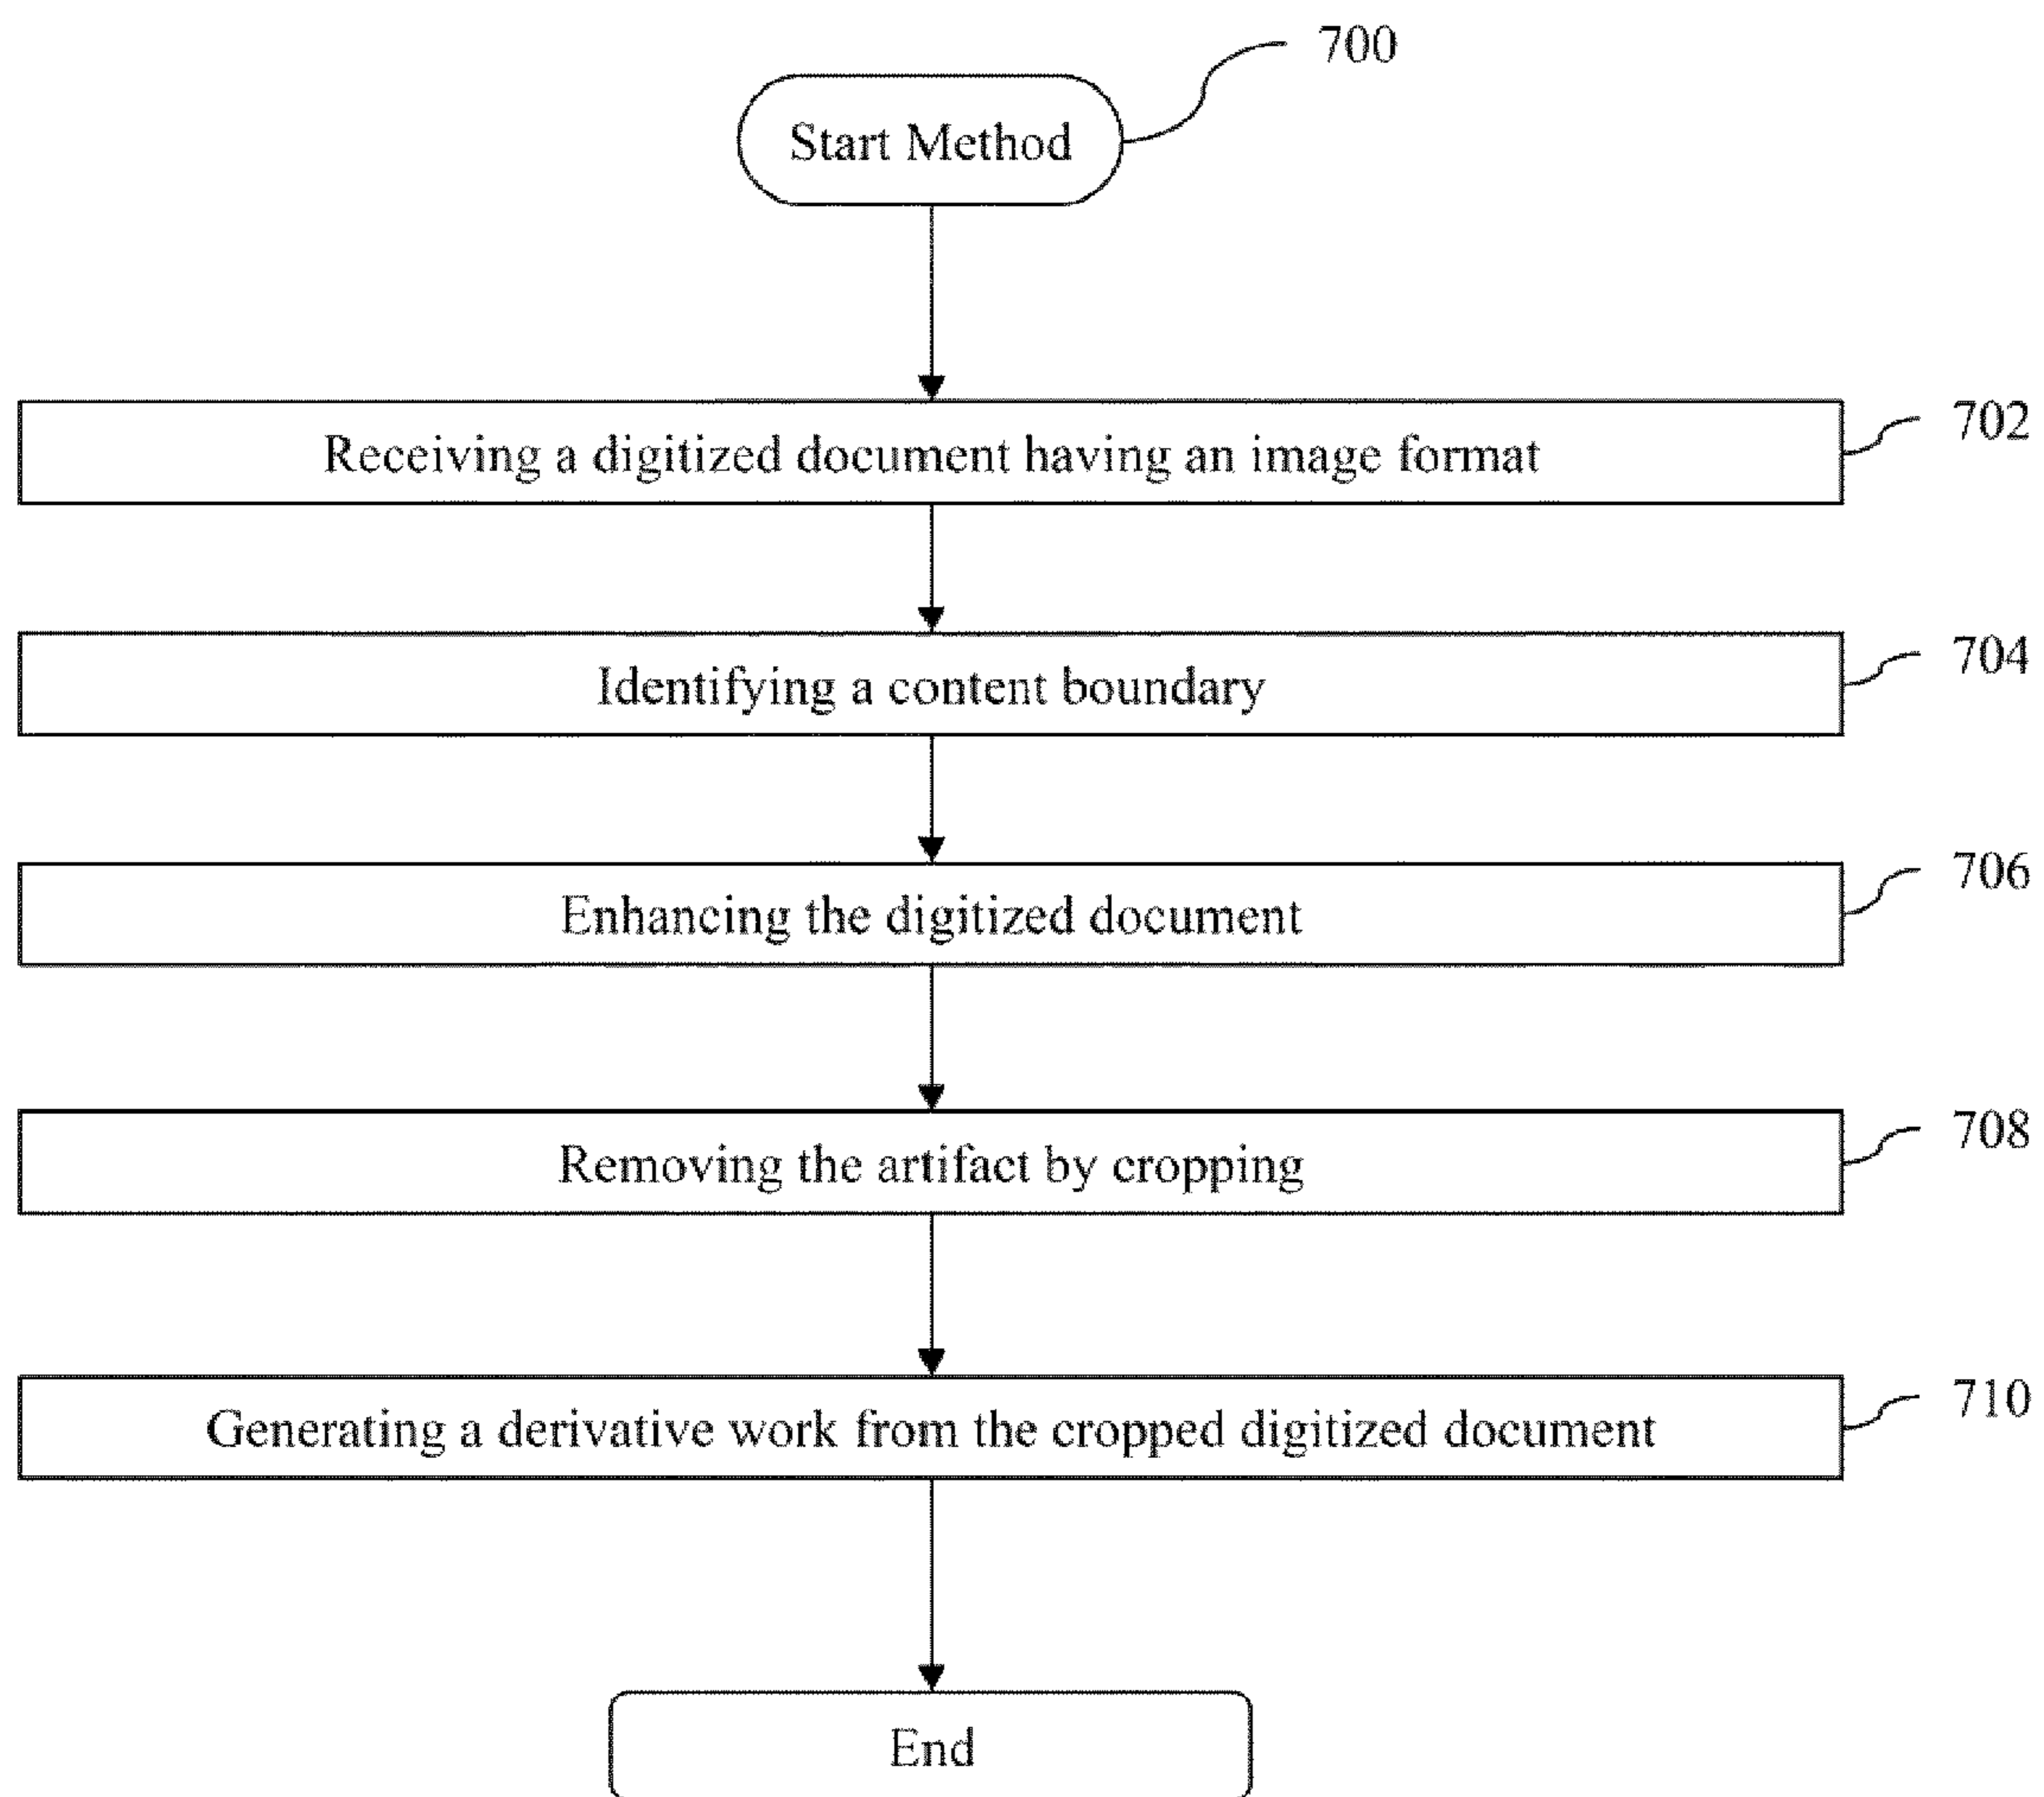 700
Start Method
702
Receiving a digitized document having an image format
704
Identifying a content boundary
706
Enhancing the digitized document
708
Removing the artifact by cropping
710
Generating a derivative work from the cropped digitized document
End